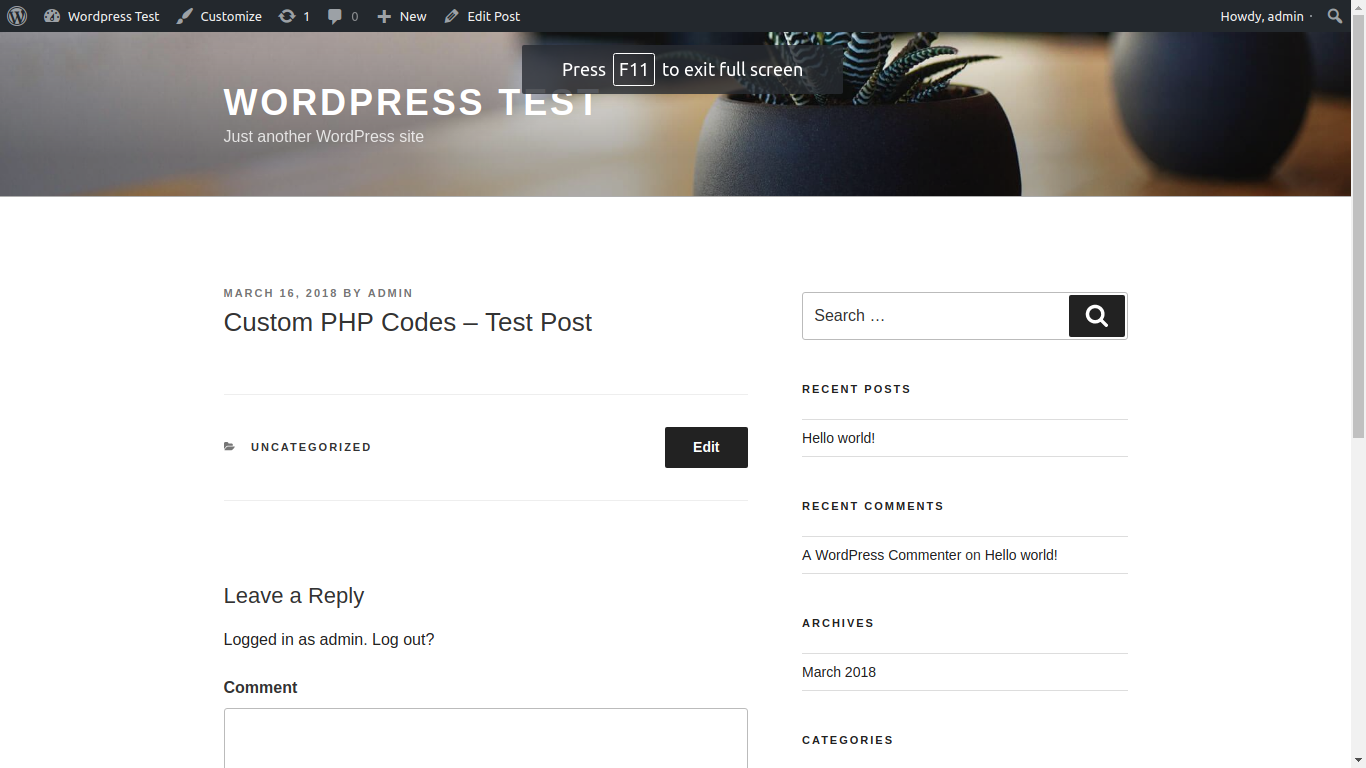 Wordpress Test Customize 1 0 New Edit Post Howdy, admin
Press F11 to exit full screen
WORDPRESS TEST
Just another WordPress site
MARCH 16, 2018 BY ADMIN
Custom PHP Codes – Test Post
UNCATEGORIZED
Edit
Leave a Reply
Logged in as admin. Log out?
Comment
Search …
RECENT POSTS
Hello world!
RECENT COMMENTS
A WordPress Commenter on Hello world!
ARCHIVES
March 2018
CATEGORIES